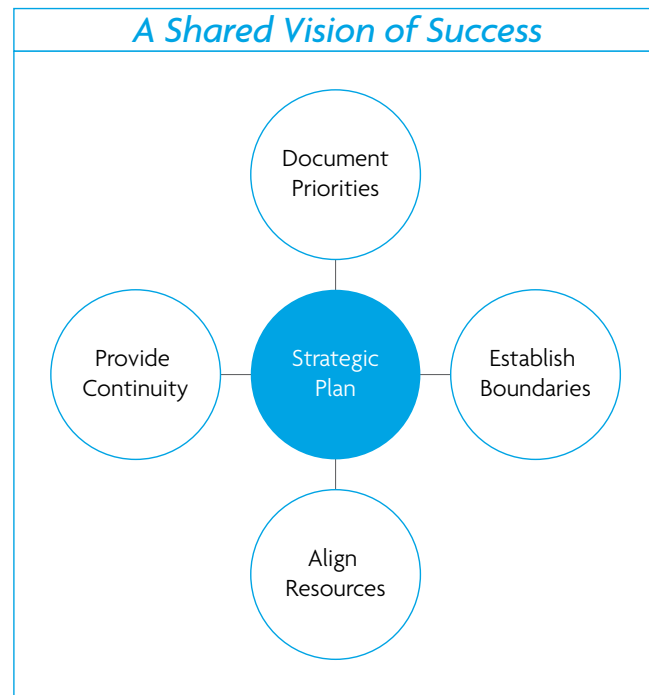 A Shared Vision of Success
Document
Priorities
Provide
Continuity
Strategic
Plan
Establish
Boundaries
Align
Resources